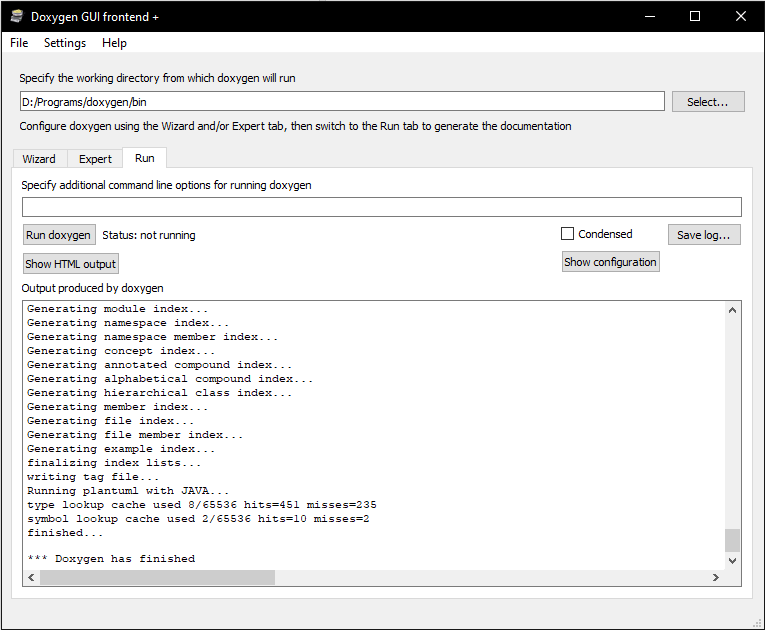 Doxygen GUI frontend +
File Settings Help
Specify the working directory from which doxygen will run
D:/Programs/doxygen/bin
Select...
Configure doxygen using the Wizard and/or Expert tab, then switch to the Run tab to generate the documentation
Wizard Expert Run
Specify additional command line options for running doxygen
Run doxygen Status: not running Condensed Save log...
Show HTML output Show configuration
Output produced by doxygen
Generating module index...
Generating namespace index...
Generating namespace member index...
Generating concept index...
Generating annotated compound index...
Generating alphabetical compound index...
Generating hierarchical class index...
Generating member index...
Generating file index...
Generating file member index...
Generating example index...
finalizing index lists...
writing tag file...
Running plantuml with JAVA...
type lookup cache used 8/65536 hits=451 misses=235
symbol lookup cache used 2/65536 hits=10 misses=2
finished...
*** Doxygen has finished